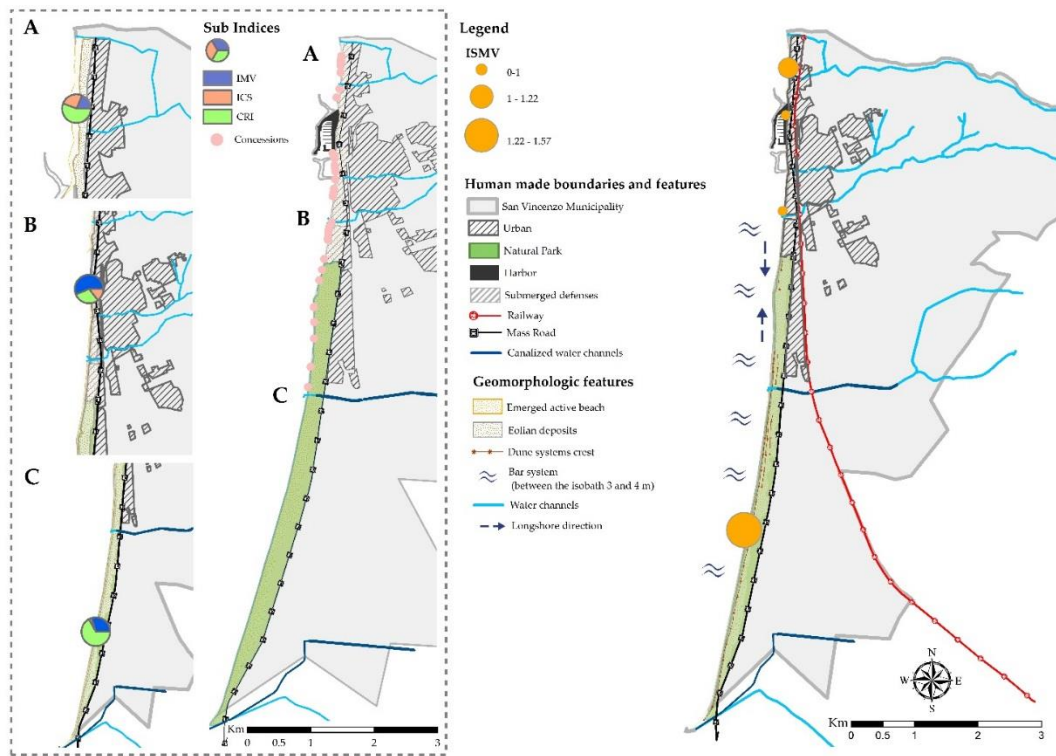 A
Sub Indices
IMV
ICS
CRI
Concessions
B
C
A
B
C
Km
0
0.5
1
2
3
Legend
ISMV
0-1
1 - 1.22
1.22 - 1.57
Human made boundaries and features
San Vincenzo Municipality
Urban
Natural Park
Harbor
Submerged defenses
Railway
Mass Road
Canalized water channels
Geomorphologic features
Emerged active beach
Eolian deposits
Dune systems crest
Bar system
(between the isobath 3 and 4 m)
Water channels
Longshore direction
N
W
E
S
Km
0
0.5
1
2
3